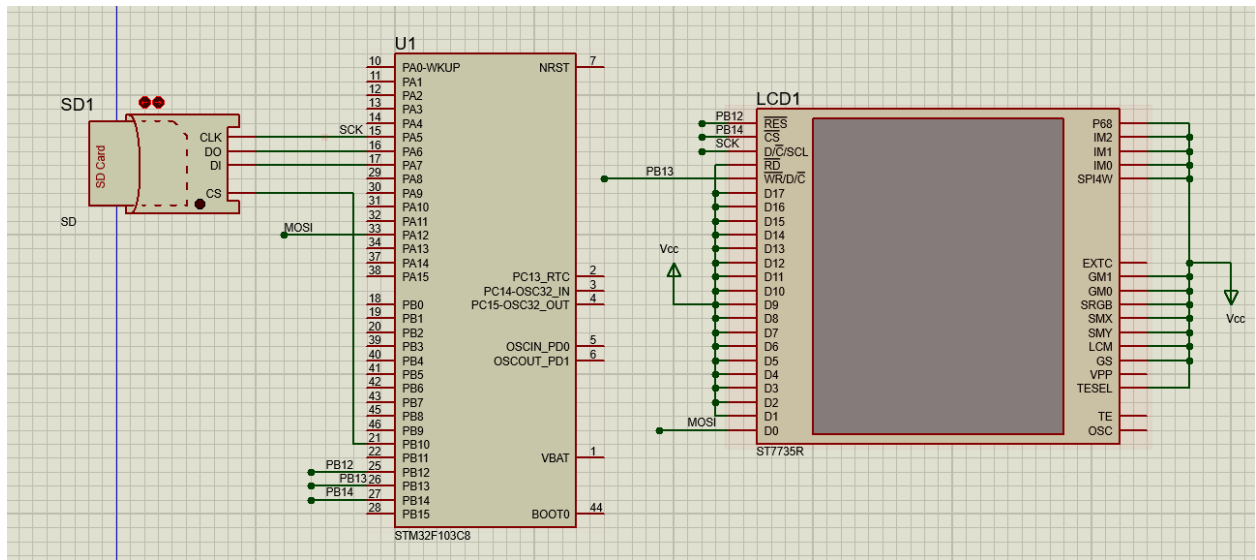 SD1
SD Card
CLK
DO
DI
CS
SD
SCK
MOSI
PB12
PB13
PB14
U1
10 PA0-WKUP
11 PA1
12 PA2
13 PA3
14 PA4
15 PA5
16 PA6
17 PA7
29 PA8
30 PA9
31 PA10
32 PA11
33 PA12
34 PA13
37 PA14
38 PA15
18 PB0
19 PB1
20 PB2
39 PB3
40 PB4
41 PB5
42 PB6
43 PB7
45 PB8
46 PB9
21 PB10
22 PB11
25 PB12
26 PB13
27 PB14
28 PB15
NRST 7
PC13_RTC 2
PC14-OSC32_IN 3
PC15-OSC32_OUT 4
OSCIN_PD0 5
OSCOUT_PD1 6
VBAT 1
BOOT0 44
STM32F103C8
LCD1
PB12
PB14
SCK
PB13
Vcc
MOSI
RES
CS
D/C/SCL
RD
WR/D/C
D17
D16
D15
D14
D13
D12
D11
D10
D9
D8
D7
D6
D5
D4
D3
D2
D1
D0
P68
IM2
IM1
IM0
SPI4W
EXTC
GM1
GM0
SRGB
SMX
SMY
LCM
GS
VPP
TESEL
TE
OSC
Vcc
ST7735R